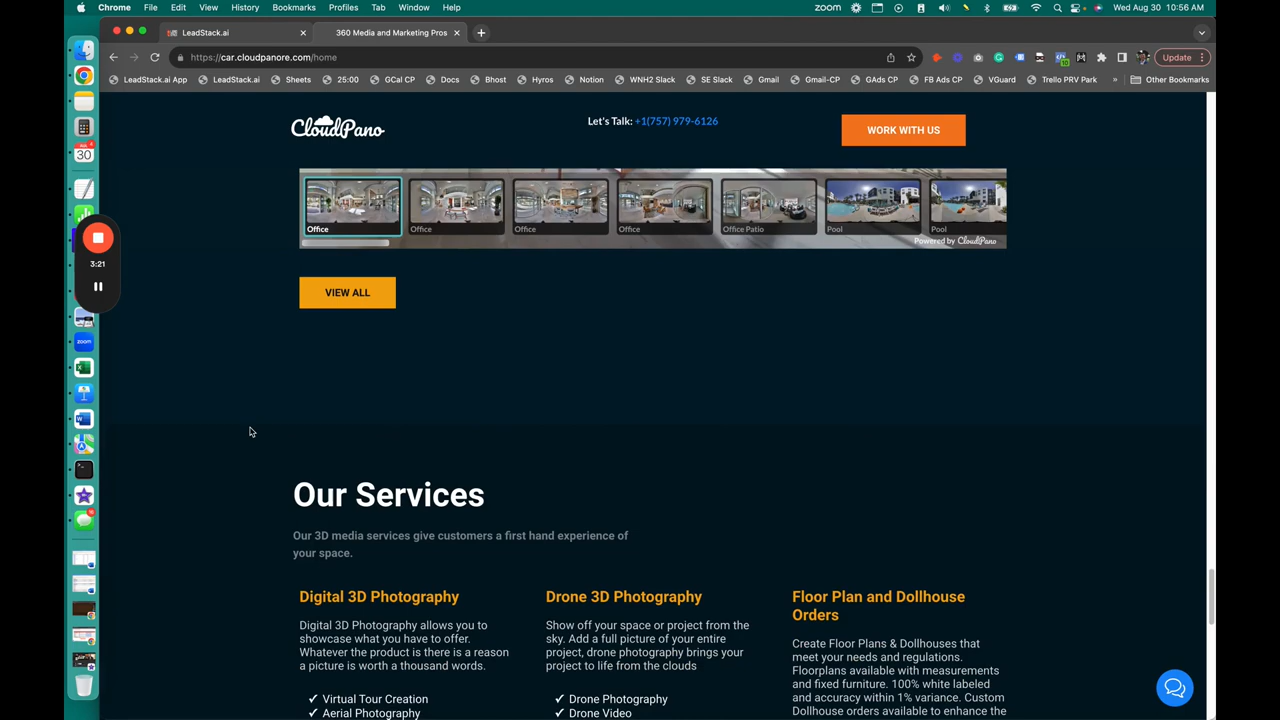 Chrome File Edit View History Bookmarks Profiles Tab Window Help zoom Wed Aug 30 10:56 AM
LeadStack.ai 360 Media and Marketing Pros
https://car.cloudpanore.com/home Update
LeadStack.ai App LeadStack.ai Sheets 25:00 GCal CP Docs Bhost Hyros Notion WNH2 Slack SE Slack Gmail Gmail-CP GAds CP FB Ads CP VGuard Trello PRV Park » Other Bookmarks
CloudPano
Let's Talk: +1(757) 979-6126
WORK WITH US
Office Office Office Office Office Patio Pool Pool
Powered by CloudPano
3:21
VIEW ALL
Our Services
Our 3D media services give customers a first hand experience of
your space.
Digital 3D Photography
Digital 3D Photography allows you to
showcase what you have to offer.
Whatever the product is there is a reason
a picture is worth a thousand words.
✓ Virtual Tour Creation
✓ Aerial Photography
Drone 3D Photography
Show off your space or project from the
sky. Add a full picture of your entire
project, drone photography brings your
project to life from the clouds
✓ Drone Photography
✓ Drone Video
Floor Plan and Dollhouse
Orders
Create Floor Plans & Dollhouses that
meet your needs and regulations.
Floorplans available with measurements
and fixed furniture. 100% white labeled
and accuracy within 1% variance. Custom
Dollhouse orders available to enhance the